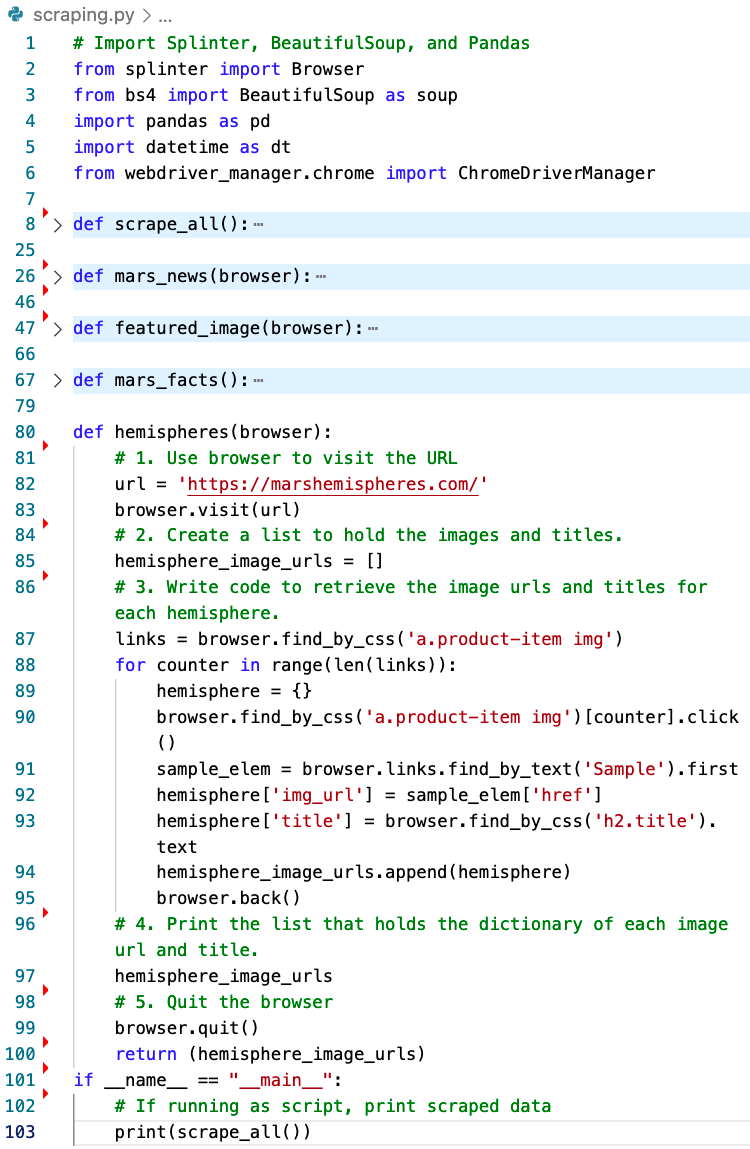 scraping.py > ...
1 # Import Splinter, BeautifulSoup, and Pandas
2 from splinter import Browser
3 from bs4 import BeautifulSoup as soup
4 import pandas as pd
5 import datetime as dt
6 from webdriver_manager.chrome import ChromeDriverManager
7
8 > def scrape_all():⋯
25
26 > def mars_news(browser):⋯
46
47 > def featured_image(browser):⋯
66
67 > def mars_facts():⋯
79
80 def hemispheres(browser):
81     # 1. Use browser to visit the URL
82     url = 'https://marshemispheres.com/'
83     browser.visit(url)
84     # 2. Create a list to hold the images and titles.
85     hemisphere_image_urls = []
86     # 3. Write code to retrieve the image urls and titles for
    each hemisphere.
87     links = browser.find_by_css('a.product-item img')
88     for counter in range(len(links)):
89         hemisphere = {}
90         browser.find_by_css('a.product-item img')[counter].click
        ()
91         sample_elem = browser.links.find_by_text('Sample').first
92         hemisphere['img_url'] = sample_elem['href']
93         hemisphere['title'] = browser.find_by_css('h2.title').
        text
94         hemisphere_image_urls.append(hemisphere)
95         browser.back()
96     # 4. Print the list that holds the dictionary of each image
    url and title.
97     hemisphere_image_urls
98     # 5. Quit the browser
99     browser.quit()
100     return (hemisphere_image_urls)
101 if __name__ == "__main__":
102     # If running as script, print scraped data
103     print(scrape_all())